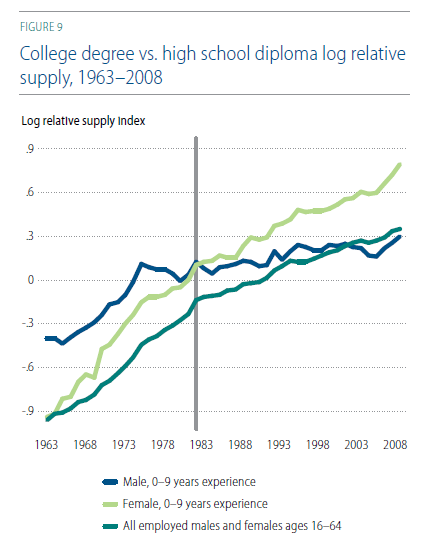 FIGURE 9
College degree vs. high school diploma log relative
supply, 1963–2008
Log relative supply Index
.9
.6
.3
0
-.3
-.6
-.9
1963 1968 1973 1978 1983 1988 1993 1998 2003 2008
Male, 0–9 years experience
Female, 0–9 years experience
All employed males and females ages 16–64